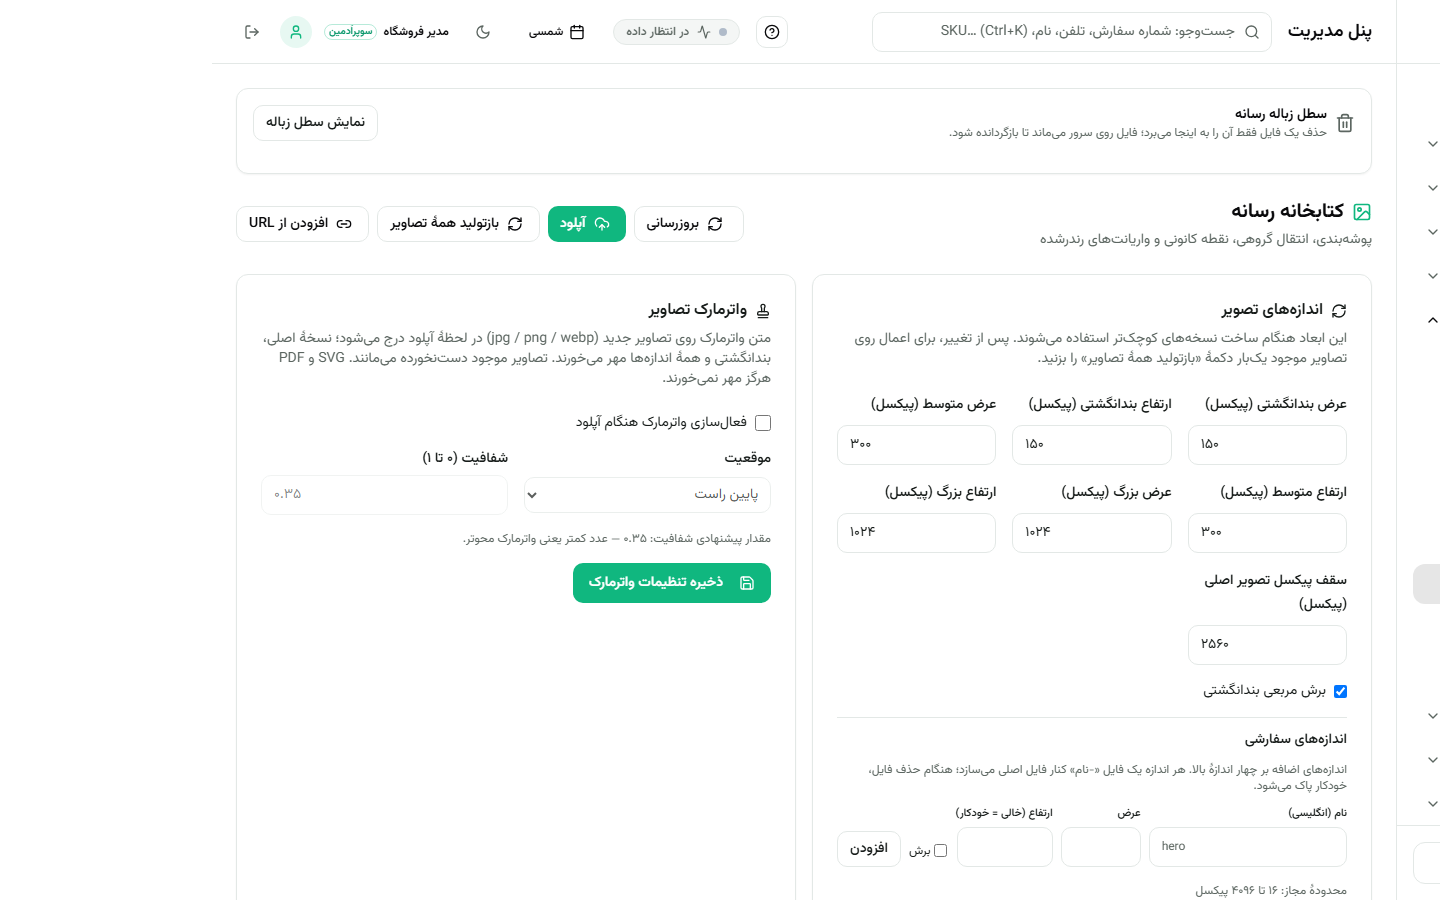 پنل مدیریت
جست‌وجو: شماره سفارش، تلفن، نام، SKU... (Ctrl+K)
در انتظار داده
شمسی
مدیر فروشگاه
سوپرادمین
سطل زباله رسانه
حذف یک فایل فقط آن را به اینجا می‌برد؛ فایل روی سرور می‌ماند تا بازگردانده شود.
نمایش سطل زباله
کتابخانه رسانه
پوشه‌بندی، انتقال گروهی، نقطه کانونی و واریانت‌های رندرشده
بروزرسانی
آپلود
بازتولید همهٔ تصاویر
افزودن از URL
اندازه‌های تصویر
این ابعاد هنگام ساخت نسخه‌های کوچک‌تر استفاده می‌شوند. پس از تغییر، برای اعمال روی
تصاویر موجود یک‌بار دکمهٔ «بازتولید همهٔ تصاویر» را بزنید.
عرض بندانگشتی (پیکسل)
ارتفاع بندانگشتی (پیکسل)
عرض متوسط (پیکسل)
۱۵۰
۱۵۰
۳۰۰
ارتفاع متوسط (پیکسل)
عرض بزرگ (پیکسل)
ارتفاع بزرگ (پیکسل)
۳۰۰
۱۰۲۴
۱۰۲۴
سقف پیکسل تصویر اصلی
(پیکسل)
۲۵۶۰
برش مربعی بندانگشتی
اندازه‌های سفارشی
اندازه‌های اضافه بر چهار اندازهٔ بالا. هر اندازه یک فایل «-نام» کنار فایل اصلی می‌سازد؛ هنگام حذف فایل،
خودکار پاک می‌شود.
نام (انگلیسی)
عرض
ارتفاع (خالی = خودکار)
hero
برش
افزودن
محدودهٔ مجاز: ۱۶ تا ۴۰۹۶ پیکسل
واترمارک تصاویر
متن واترمارک روی تصاویر جدید (jpg / png / webp) در لحظهٔ آپلود درج می‌شود؛ نسخهٔ اصلی،
بندانگشتی و همهٔ اندازه‌ها مهر می‌خورند. تصاویر موجود دست‌نخورده می‌مانند. SVG و PDF
هرگز مهر نمی‌خورند.
فعال‌سازی واترمارک هنگام آپلود
موقعیت
شفافیت (۰ تا ۱)
پایین راست
۰.۳۵
مقدار پیشنهادی شفافیت: ۰.۳۵ — عدد کمتر یعنی واترمارک محوتر.
ذخیره تنظیمات واترمارک